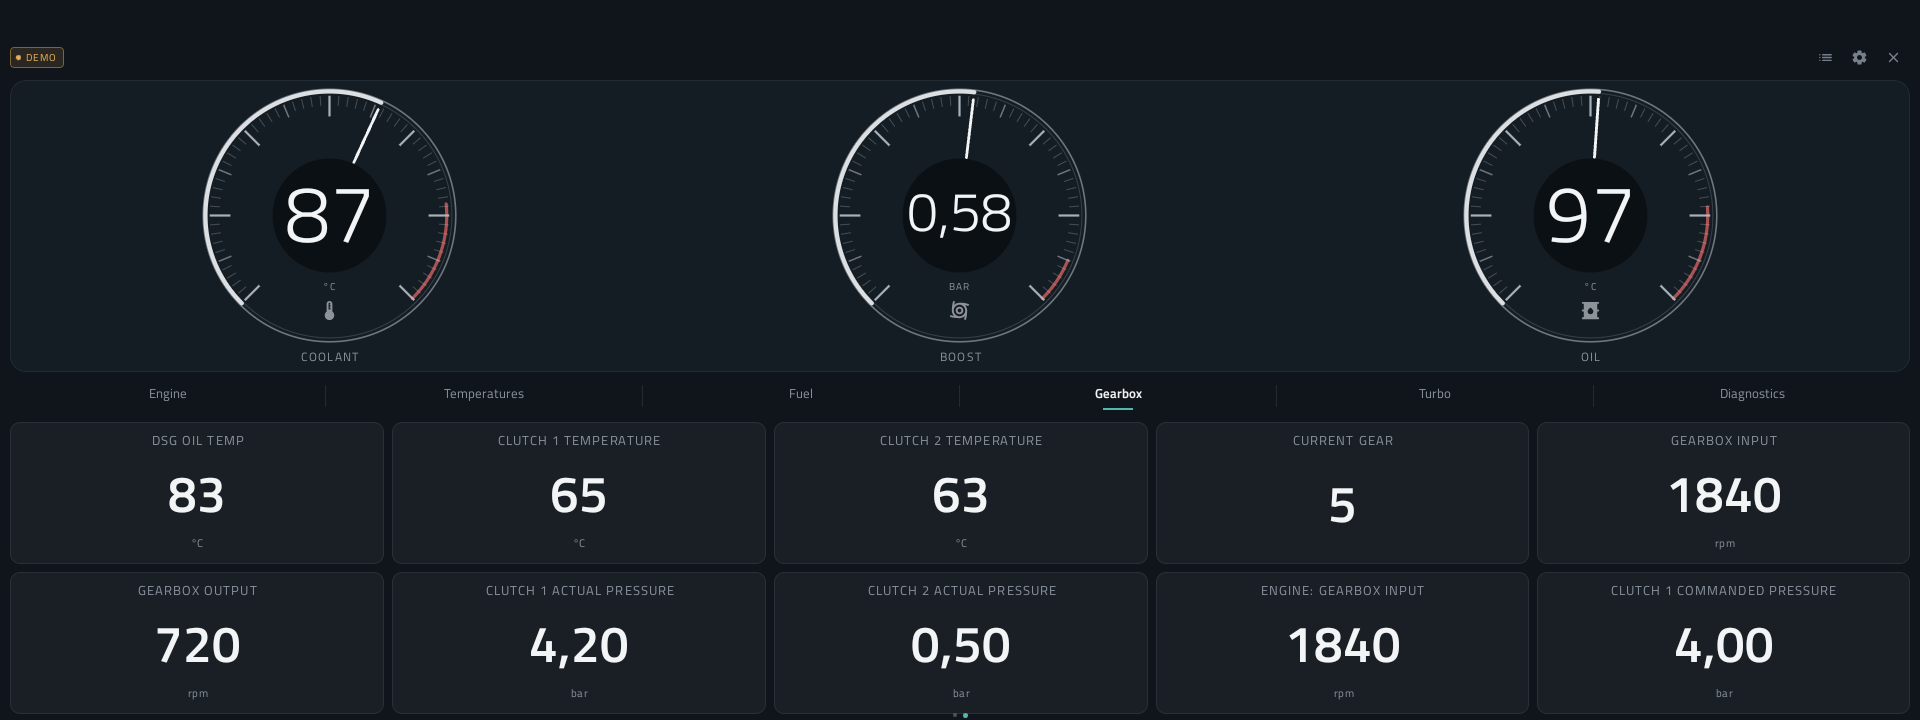 DEMO
87
°C
COOLANT
0,58
BAR
BOOST
97
°C
OIL
Engine
Temperatures
Fuel
Gearbox
Turbo
Diagnostics
DSG OIL TEMP
83
°C
CLUTCH 1 TEMPERATURE
65
°C
CLUTCH 2 TEMPERATURE
63
°C
CURRENT GEAR
5
GEARBOX INPUT
1840
rpm
GEARBOX OUTPUT
720
rpm
CLUTCH 1 ACTUAL PRESSURE
4,20
bar
CLUTCH 2 ACTUAL PRESSURE
0,50
bar
ENGINE: GEARBOX INPUT
1840
rpm
CLUTCH 1 COMMANDED PRESSURE
4,00
bar